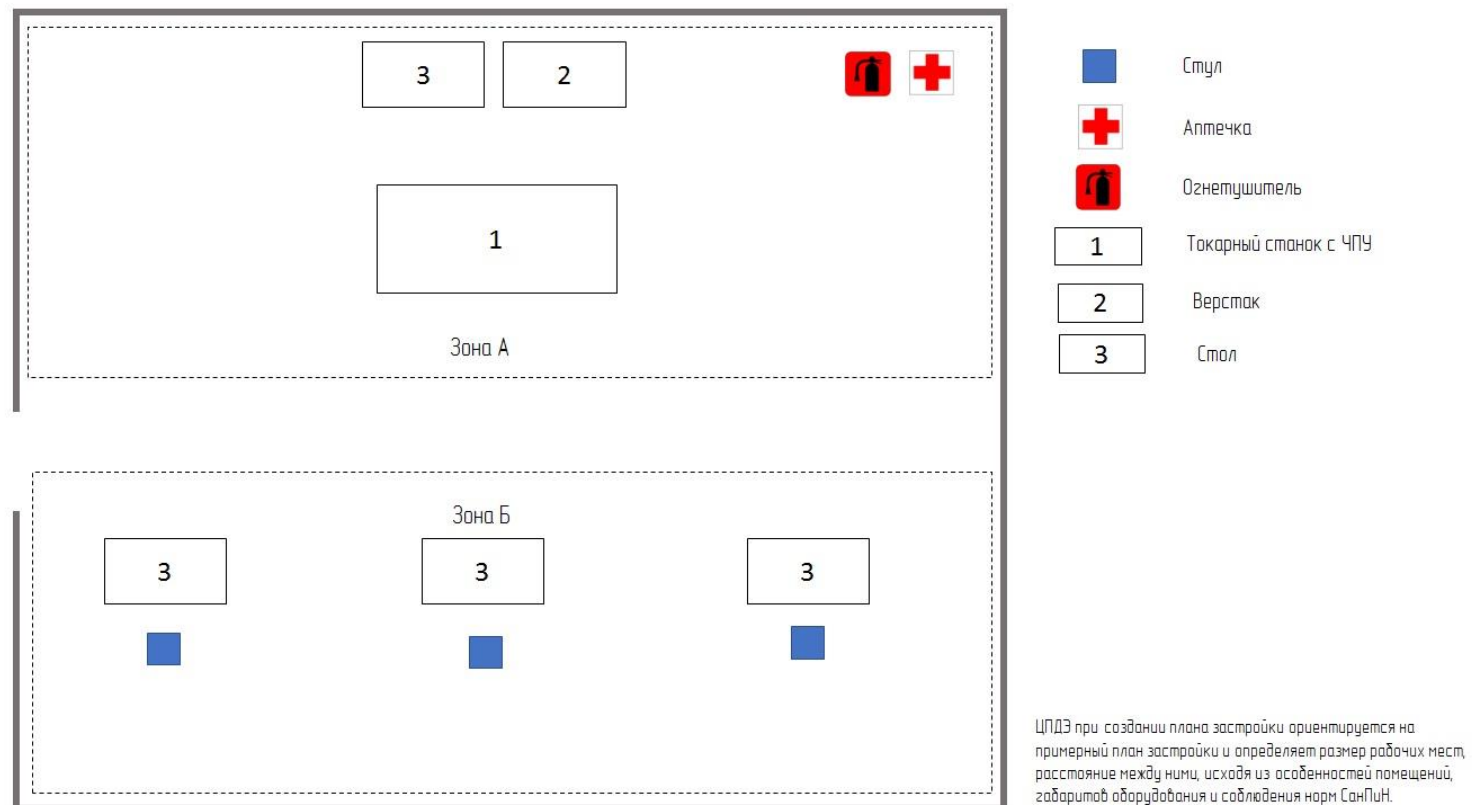 3
2
1
Зона А
Зона Б
3
3
3
Стул
Аптечка
Огнетушитель
1
Токарный станок с ЧПУ
2
Верстак
3
Стол
ЦПДЭ при создании плана застройки ориентируется на
примерный план застройки и определяет размер рабочих мест,
расстояние между ними, исходя из особенностей помещений,
габаритов оборудования и соблюдения норм СанПиН.